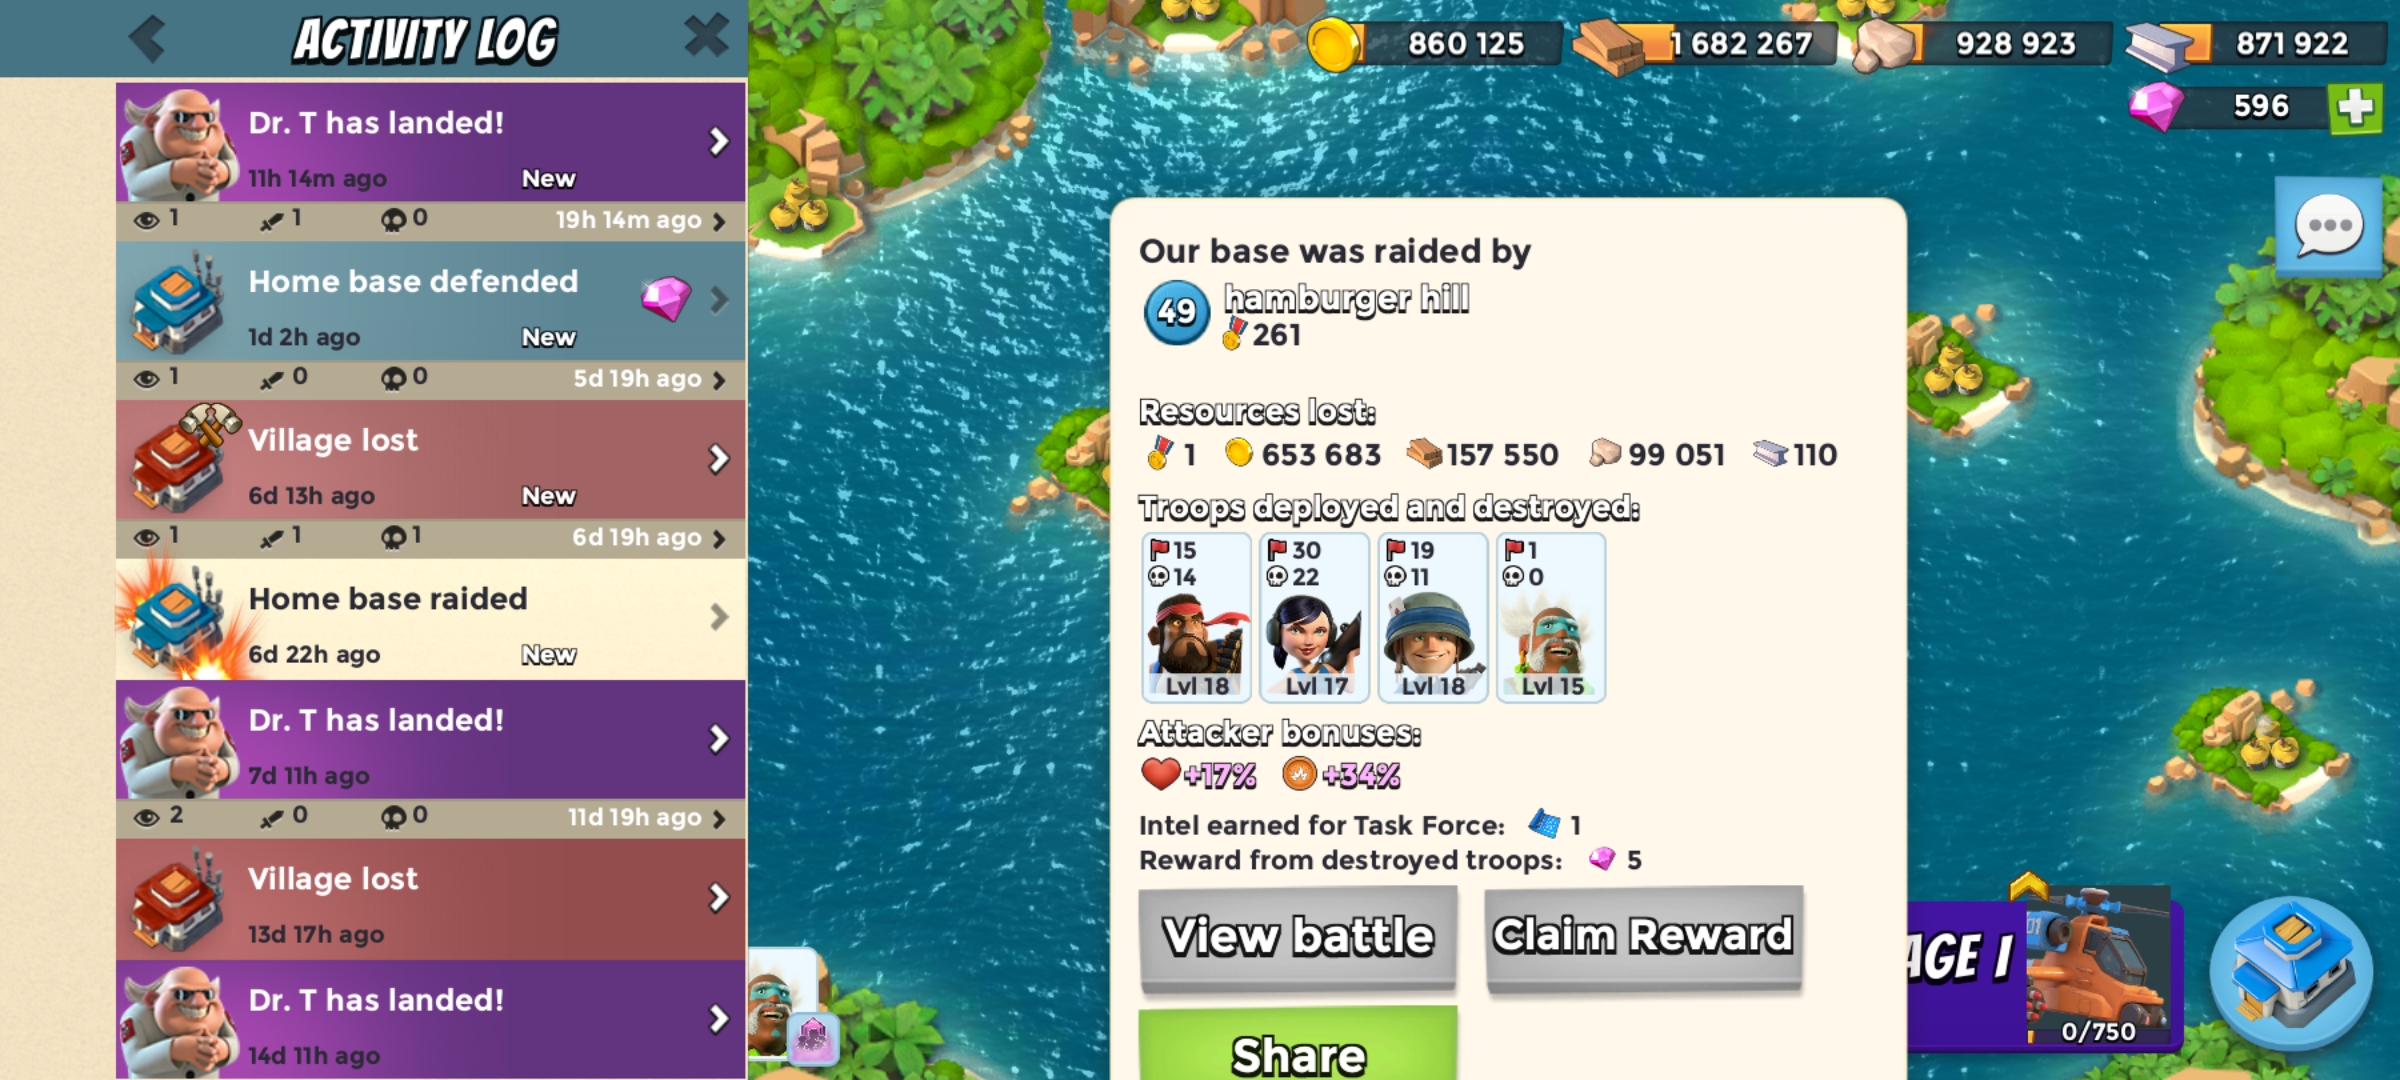 ACTIVITY LOG
Dr. T has landed!
11h 14m ago New
1 1 0 19h 14m ago
Home base defended
1d 2h ago New
1 0 0 5d 19h ago
Village lost
6d 13h ago New
1 1 1 6d 19h ago
Home base raided
6d 22h ago New
Dr. T has landed!
7d 11h ago
2 0 0 11d 19h ago
Village lost
13d 17h ago
Dr. T has landed!
14d 11h ago
860 125 1 682 267 928 923 871 922
596
Our base was raided by
49 hamburger hill
261
Resources lost:
1 653 683 157 550 99 051 110
Troops deployed and destroyed:
15 30 19 1
14 22 11 0
Lvl 18 Lvl 17 Lvl 18 Lvl 15
Attacker bonuses:
+17% +34%
Intel earned for Task Force: 1
Reward from destroyed troops: 5
View battle Claim Reward
Share
AGE I
01
0/750